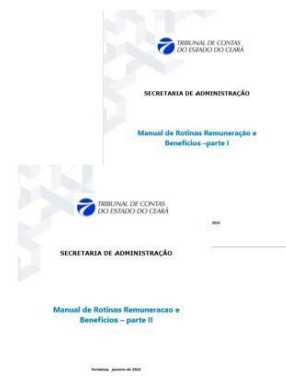 TRIBUNAL DE CONTAS
DO ESTADO DO CEARÁ
SECRETARIA DE ADMINISTRAÇÃO
Manual de Rotinas Remuneração e
Benefícios –parte I
TRIBUNAL DE CONTAS
DO ESTADO DO CEARÁ
SECRETARIA DE ADMINISTRAÇÃO
Manual de Rotinas Remuneracao e
Benefícios – parte II
Fortaleza, janeiro de